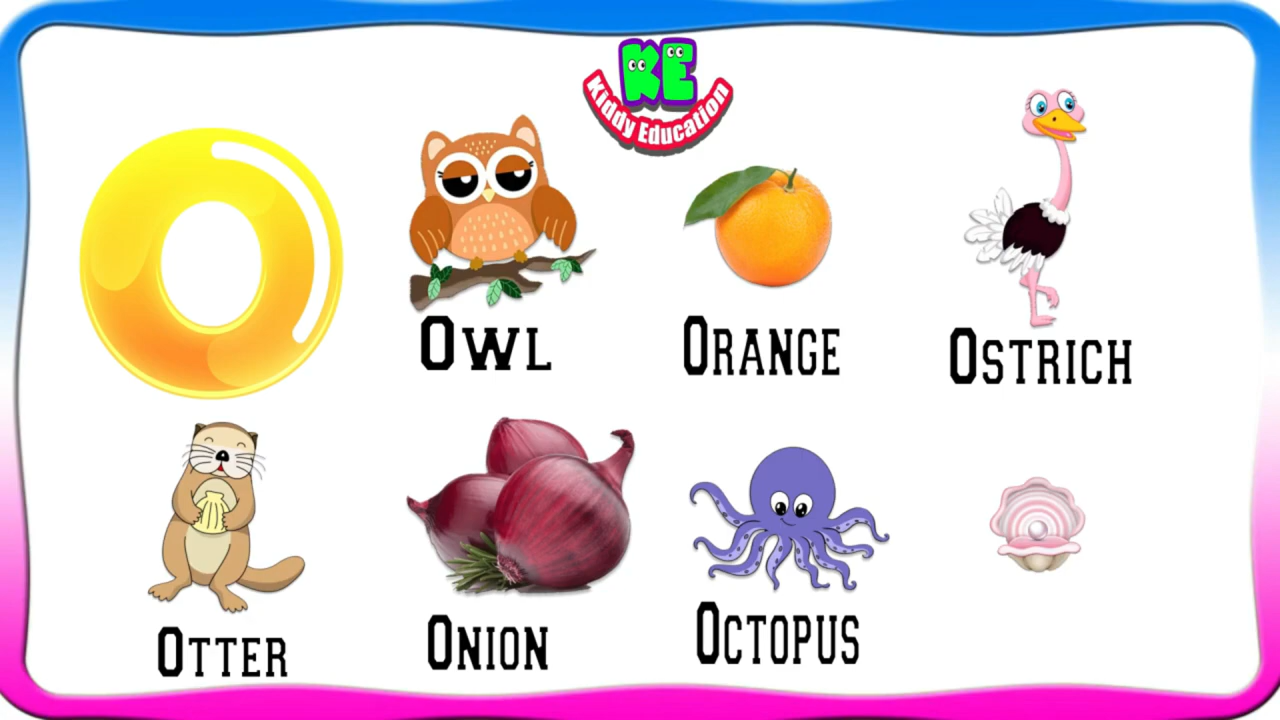 KE
Kiddy Education
O
OWL
ORANGE
OSTRICH
OTTER
ONION
OCTOPUS